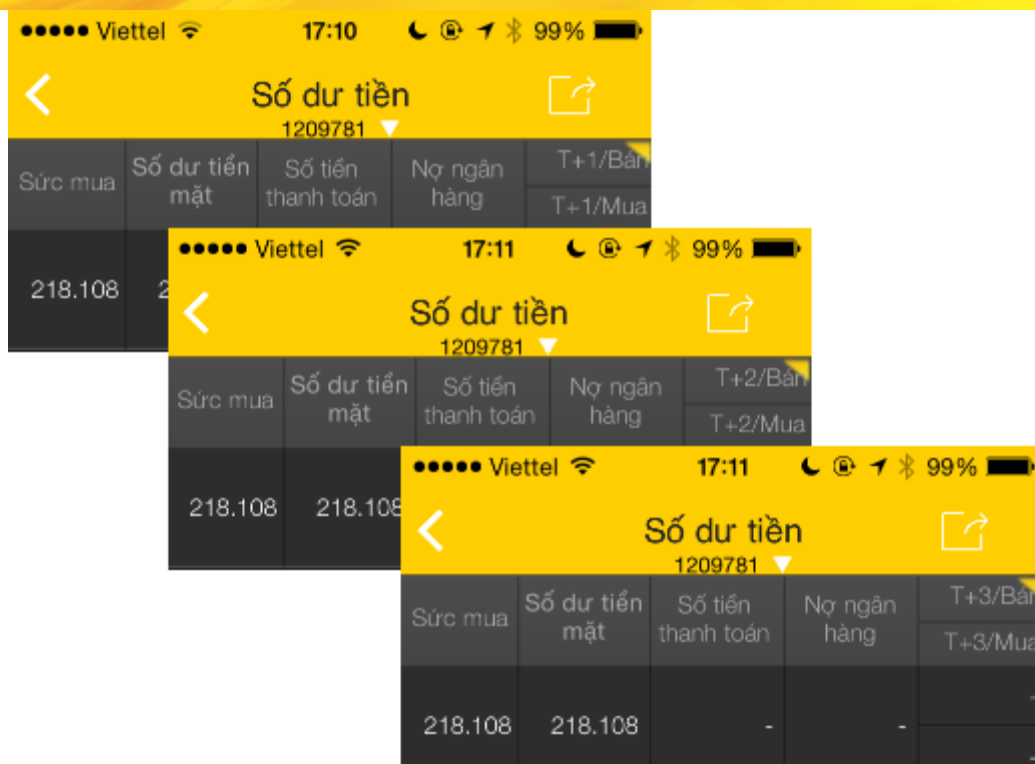 Viettel 17:10 99%
Số dư tiền
1209781
Sức mua Số dư tiền mặt Số tiền thanh toán Nợ ngân hàng T+1/Bán
T+1/Mua
218.108
Viettel 17:11 99%
Số dư tiền
1209781
Sức mua Số dư tiền mặt Số tiền thanh toán Nợ ngân hàng T+2/Bán
T+2/Mua
218.108 218.108
Viettel 17:11 99%
Số dư tiền
1209781
Sức mua Số dư tiền mặt Số tiền thanh toán Nợ ngân hàng T+3/Bán
T+3/Mua
218.108 218.108 - - -
-